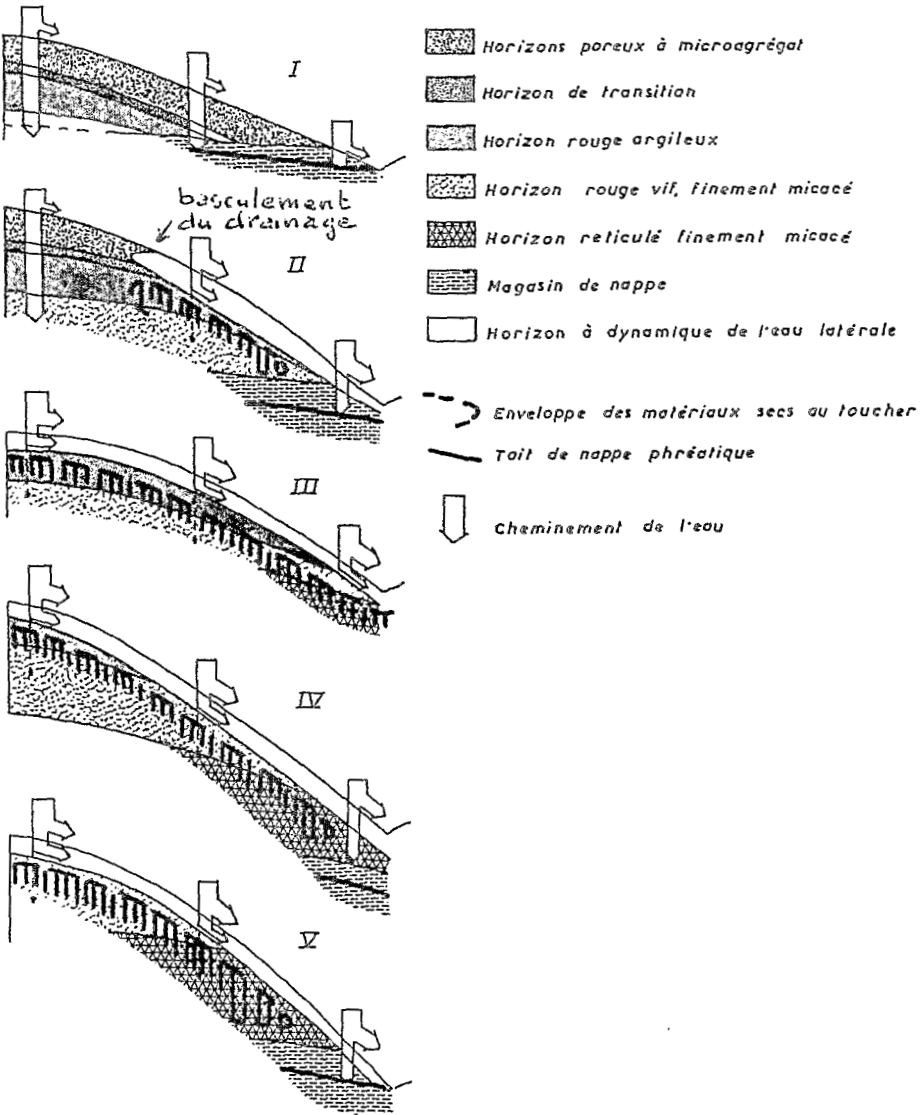 I
basculement
du drainage
II
III
IV
V
Horizons poreux à microagrégat
Horizon de transition
Horizon rouge argileux
Horizon rouge vif, finement micacé
Horizon reticulé finement micacé
Magasin de nappe
Horizon à dynamique de l'eau latérale
Enveloppe des matériaux secs au toucher
Toit de nappe phréatique
Cheminement de l'eau